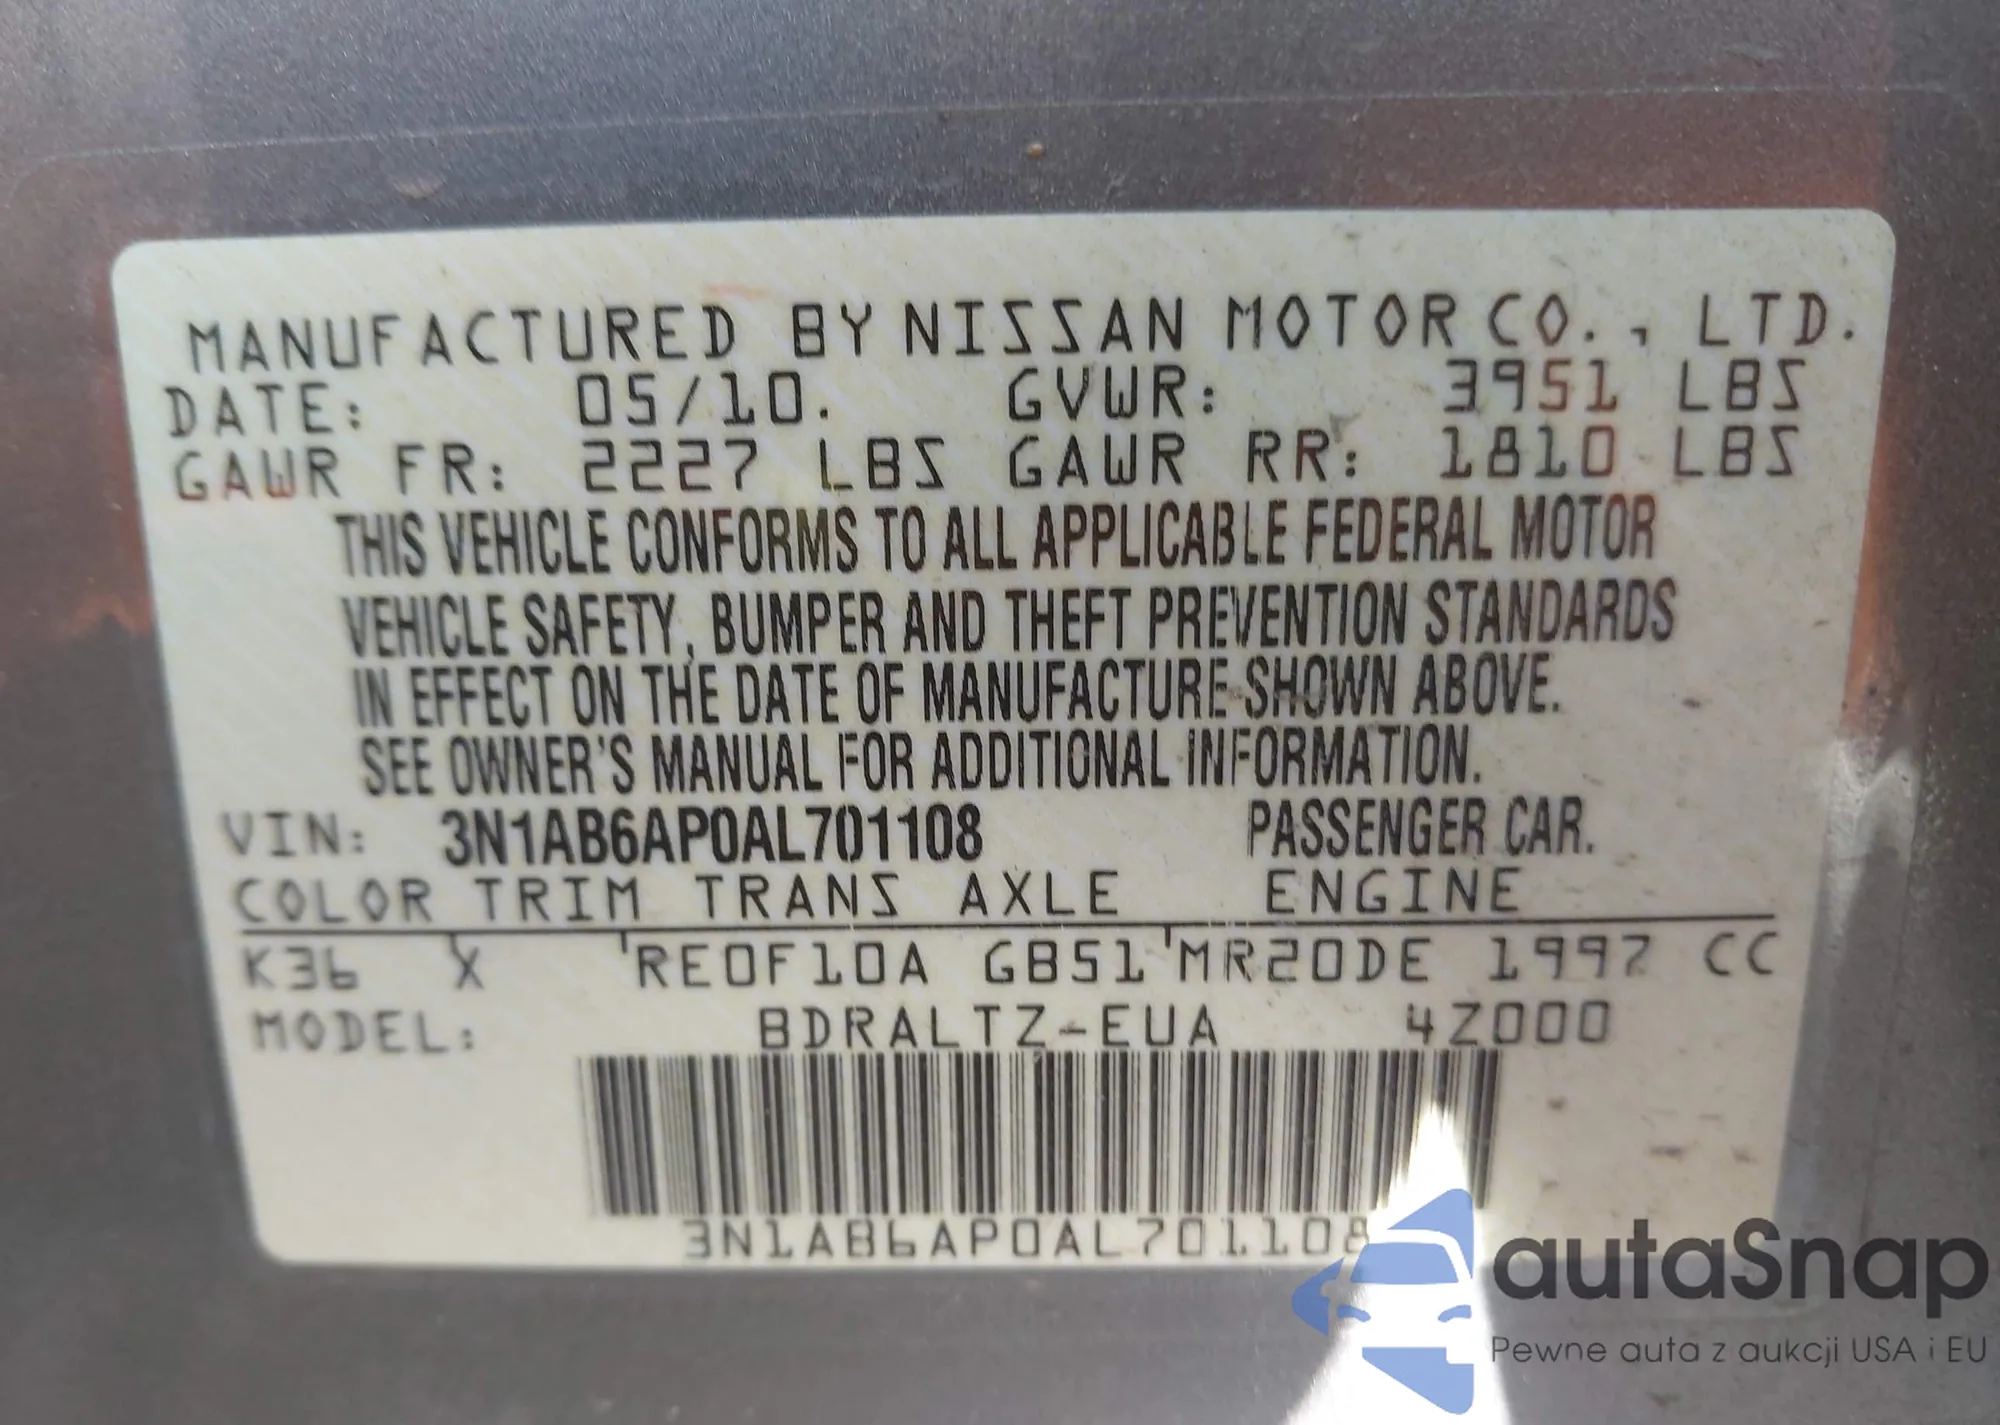 MANUFACTURED BY NISSAN MOTOR CO., LTD.
DATE: 05/10. GVWR: 3951 LBS
GAWR FR: 2227 LBS GAWR RR: 1810 LBS
THIS VEHICLE CONFORMS TO ALL APPLICABLE FEDERAL MOTOR
VEHICLE SAFETY, BUMPER AND THEFT PREVENTION STANDARDS
IN EFFECT ON THE DATE OF MANUFACTURE SHOWN ABOVE.
SEE OWNER'S MANUAL FOR ADDITIONAL INFORMATION.
VIN: 3N1AB6AP0AL701108 PASSENGER CAR.
COLOR TRIM TRANS AXLE ENGINE
K36 X RE0F10A GB51 MR20DE 1997 CC
MODEL: BDRALTZ-EUA 4Z000
3N1AB6AP0AL701108
autaSnap
Pewne auta z aukcji USA i EU